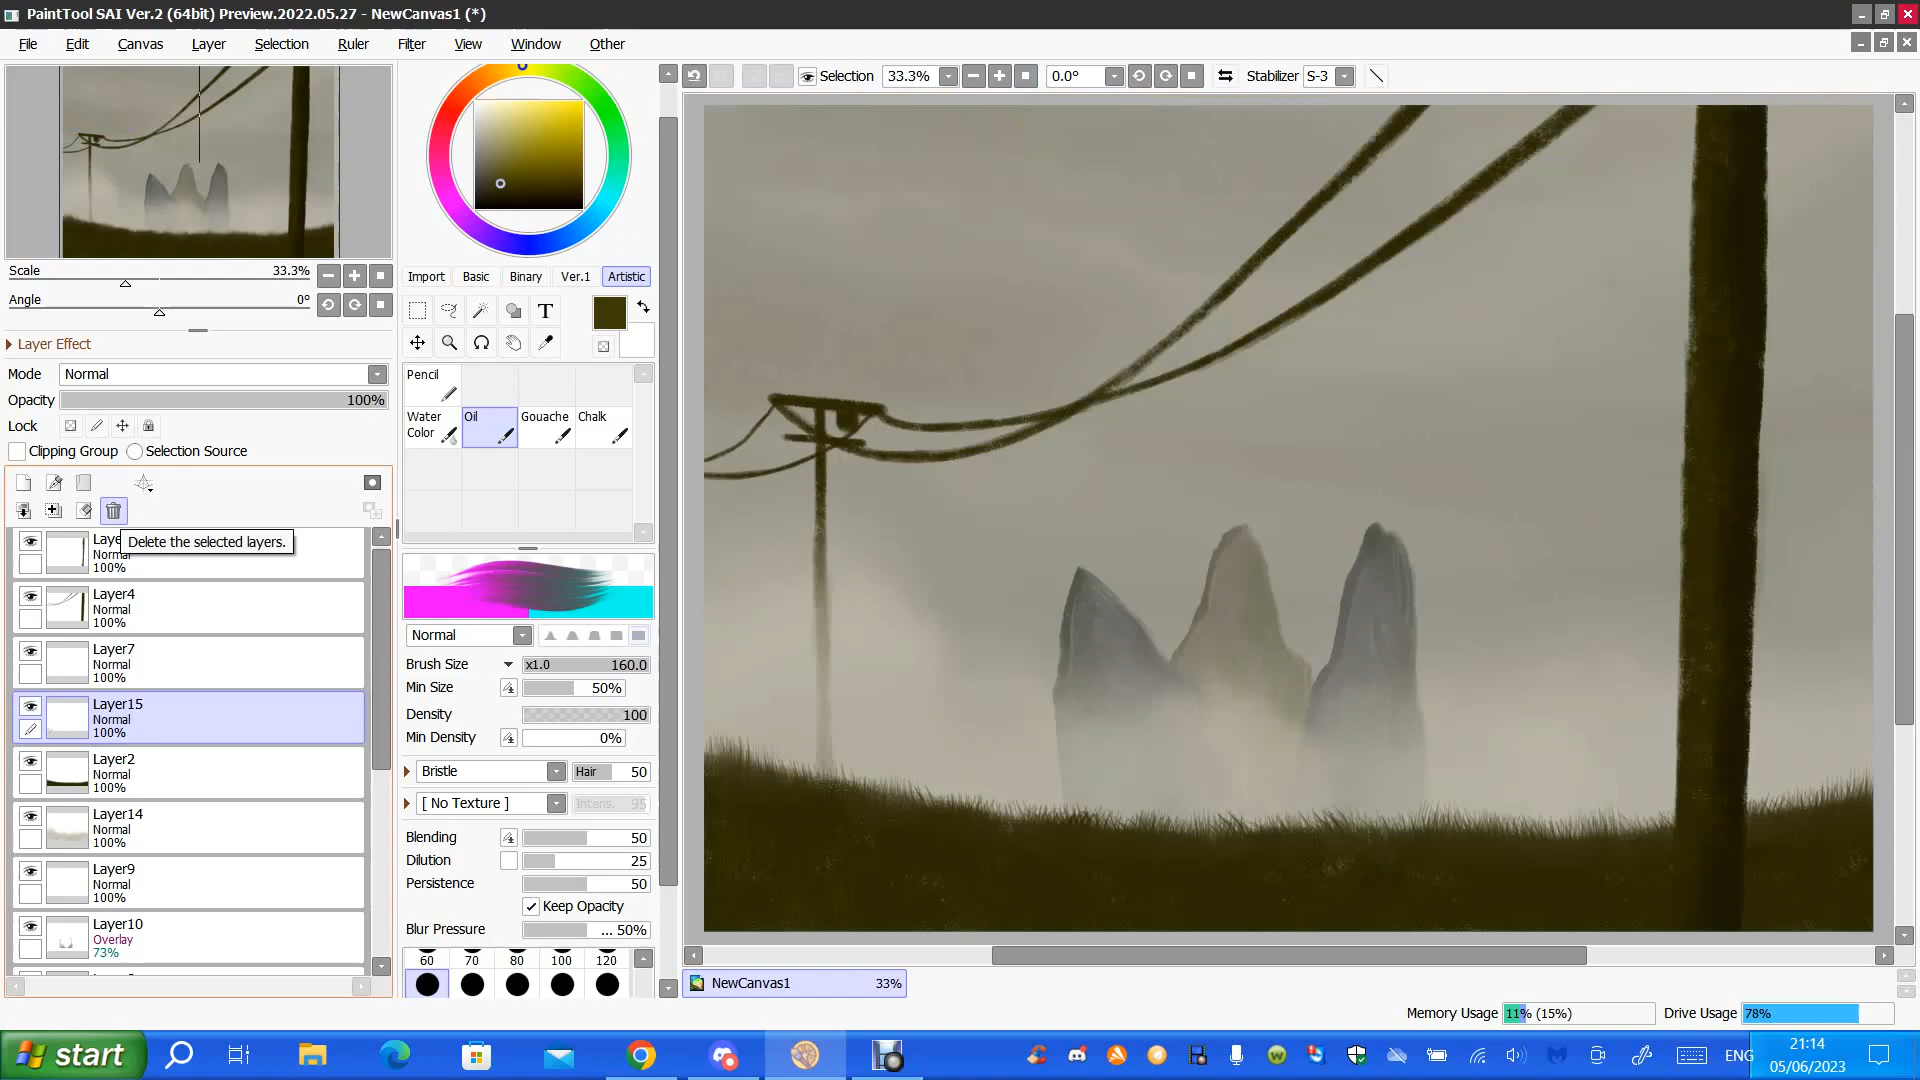 PaintTool SAI Ver.2 (64bit) Preview.2022.05.27 - NewCanvas1 (*)
File Edit Canvas Layer Selection Ruler Filter View Window Other
Selection 33.3% 0.0° Stabilizer S-3
Scale 33.3%
Angle 0°
Layer Effect
Mode Normal
Opacity 100%
Lock
Clipping Group Selection Source
Delete the selected layers.
Laye
Normal
100%
Layer4
Normal
100%
Layer7
Normal
100%
Layer15
Normal
100%
Layer2
Normal
100%
Layer14
Normal
100%
Layer9
Normal
100%
Layer10
Overlay
73%
Import Basic Binary Ver.1 Artistic
T
Pencil
Water Color Oil Gouache Chalk
Normal
Brush Size x1.0 160.0
Min Size 50%
Density 100
Min Density 0%
Bristle Hair 50
[ No Texture ] Intens. 95
Blending 50
Dilution 25
Persistence 50
Keep Opacity
Blur Pressure ... 50%
60 70 80 100 120
NewCanvas1 33%
Memory Usage 11% (15%) Drive Usage 78%
start
ENG
21:14
05/06/2023